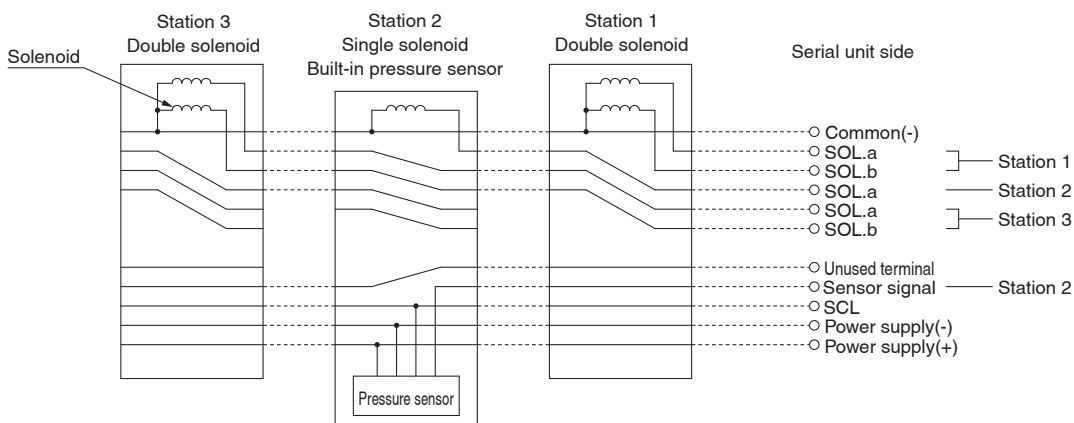 Station 3
Double solenoid
Station 2
Single solenoid
Built-in pressure sensor
Station 1
Double solenoid
Serial unit side
Solenoid
Common(-)
SOL.a
SOL.b
Station 1
SOL.a
Station 2
SOL.a
SOL.b
Station 3
Unused terminal
Sensor signal
Station 2
SCL
Power supply(-)
Power supply(+)
Pressure sensor